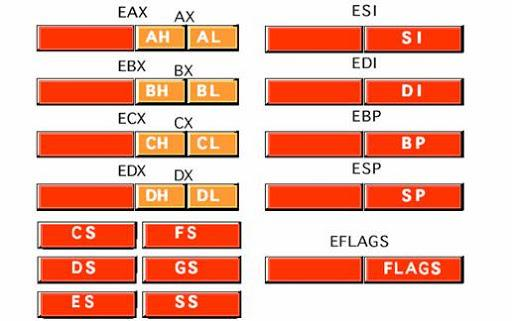 EAX AX ESI
AH AL SI
EBX BX EDI
BH BL DI
ECX CX EBP
CH CL BP
EDX DX ESP
DH DL SP
CS FS
EFLAGS
DS GS FLAGS
ES SS